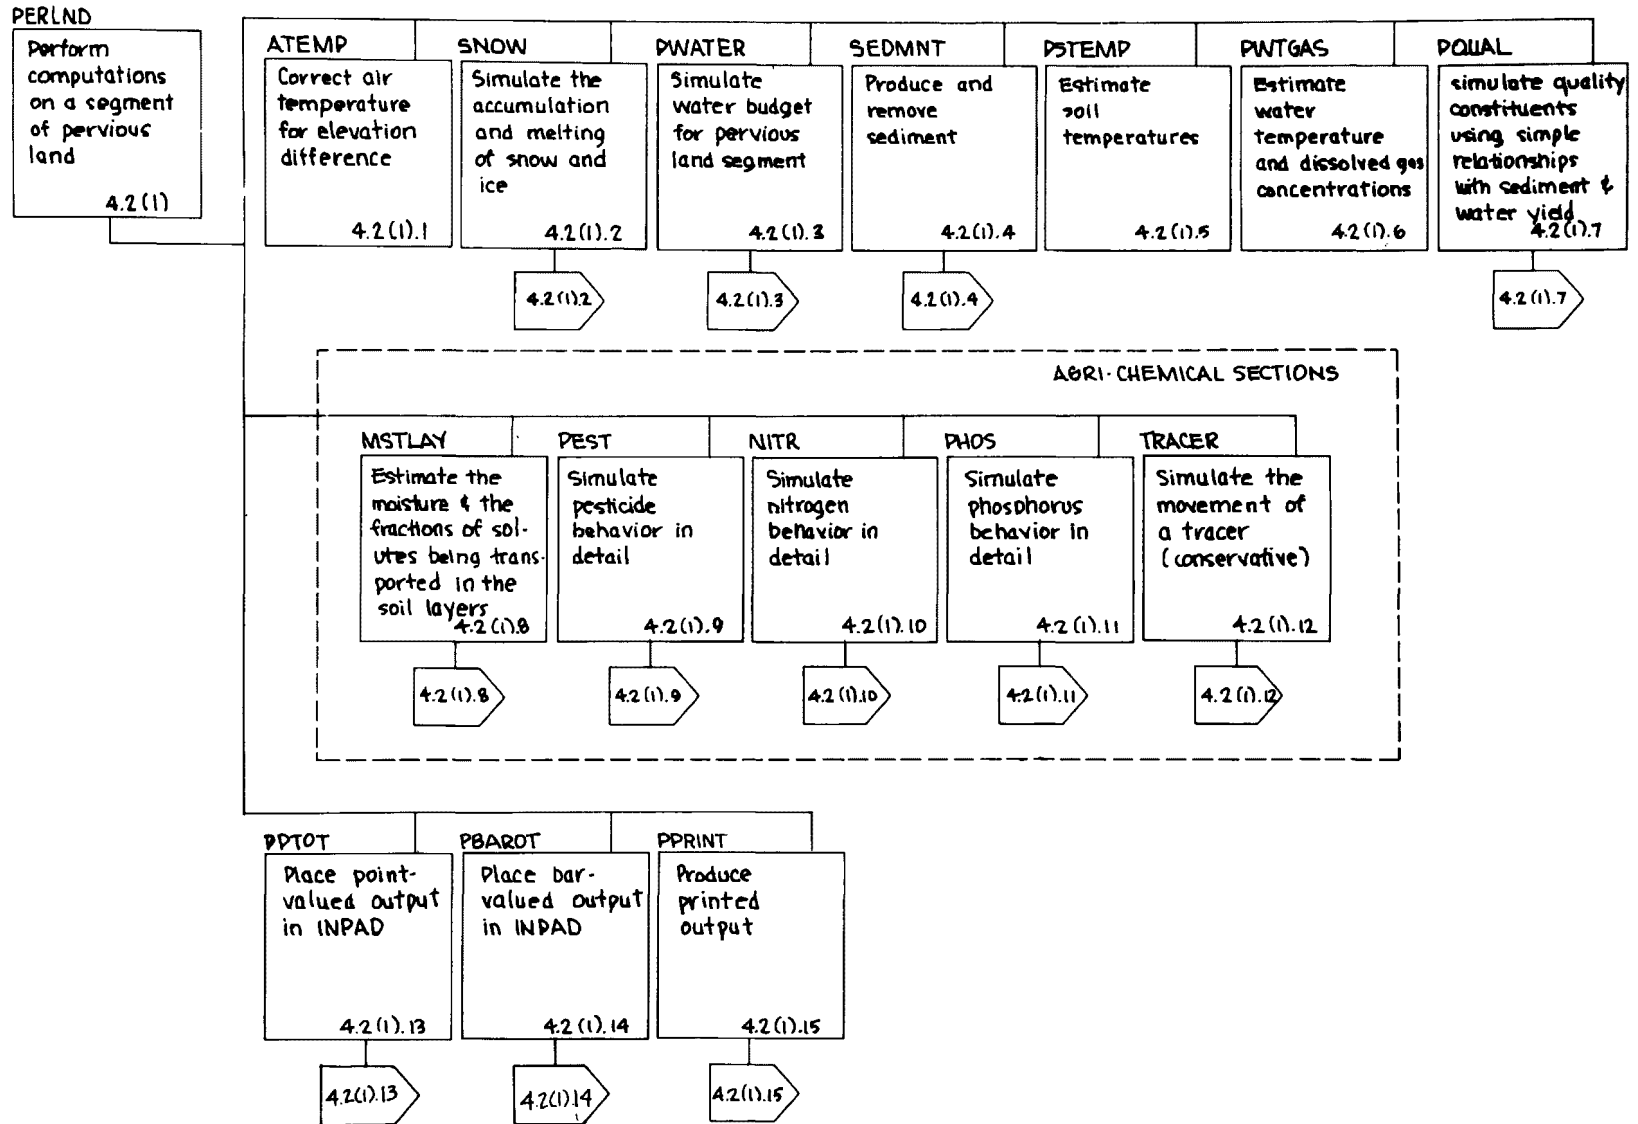 PERLND
Perform
computations
on a segment
of pervious
land
4.2(1)
ATEMP
Correct air
temperature
for elevation
difference
4.2(1).1
SNOW
Simulate the
accumulation
and melting
of snow and
ice
4.2(1).2
4.2(1).2
PWATER
Simulate
water budget
for pervious
land segment
4.2(1).3
4.2(1).3
SEDMNT
Produce and
remove
sediment
4.2(1).4
4.2(1).4
PSTEMP
Estimate
soil
temperatures
4.2(1).5
PWTGAS
Estimate
water
temperature
and dissolved gas
concentrations
4.2(1).6
PQUAL
simulate quality
constituents
using simple
relationships
with sediment &
water yield
4.2(1).7
4.2(1).7
AGRI-CHEMICAL SECTIONS
MSTLAY
Estimate the
moisture & the
fractions of sol-
utes being trans-
ported in the
soil layers
4.2(1).8
4.2(1).8
PEST
Simulate
pesticide
behavior in
detail
4.2(1).9
4.2(1).9
NITR
Simulate
nitrogen
behavior in
detail
4.2(1).10
4.2(1).10
PHOS
Simulate
phosphorus
behavior in
detail
4.2(1).11
4.2(1).11
TRACER
Simulate the
movement of
a tracer
(conservative)
4.2(1).12
4.2(1).12
PPTOT
Place point-
valued output
in INPAD
4.2(1).13
4.2(1).13
PBAROT
Place bar-
valued output
in INPAD
4.2(1).14
4.2(1).14
PPRINT
Produce
printed
output
4.2(1).15
4.2(1).15